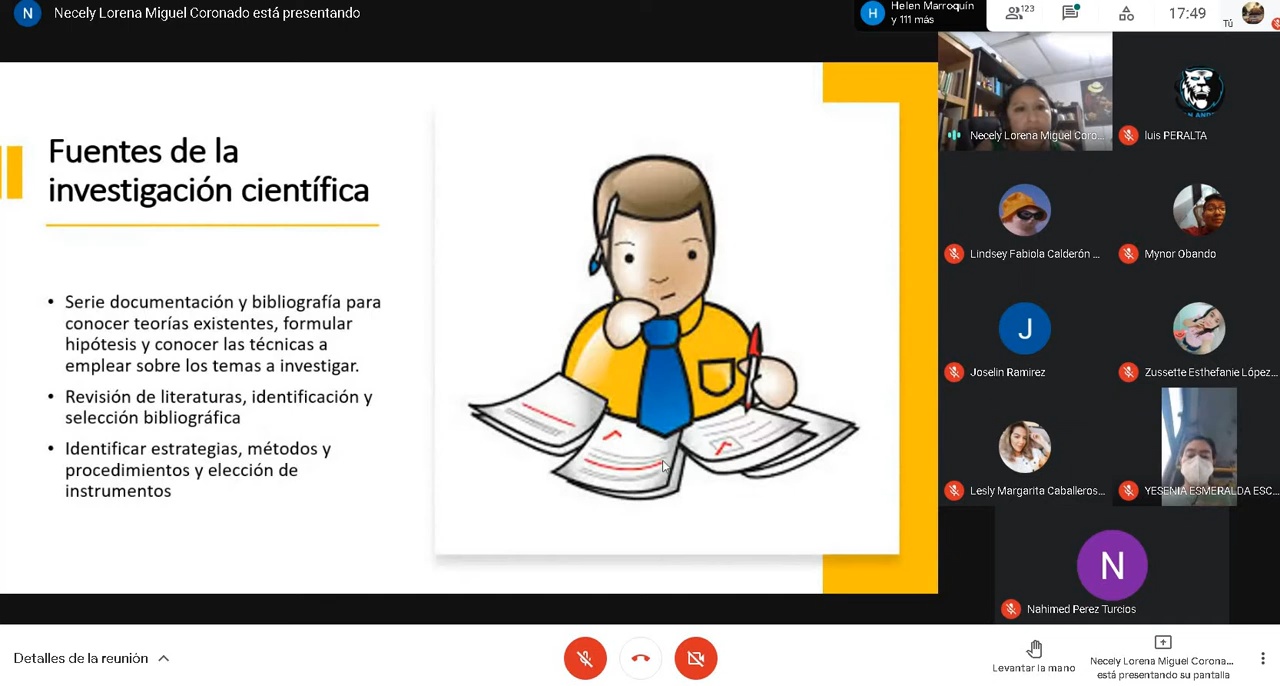 N
Necely Lorena Miguel Coronado está presentando
H
Helen Marroquín
y 111 más
123
17:49
Tú
Fuentes de la
investigación científica
• Serie documentación y bibliografía para
conocer teorías existentes, formular
hipótesis y conocer las técnicas a
emplear sobre los temas a investigar.
• Revisión de literaturas, identificación y
selección bibliográfica
• Identificar estrategias, métodos y
procedimientos y elección de
instrumentos
Necely Lorena Miguel Coro...
luis PERALTA
Lindsey Fabiola Calderón ...
Mynor Obando
J
Joselin Ramirez
Zussette Esthefanie López...
Lesly Margarita Caballeros...
YESENIA ESMERALDA ESC...
N
Nahimed Perez Turcios
Detalles de la reunión
Levantar la mano
Necely Lorena Miguel Corona...
está presentando su pantalla